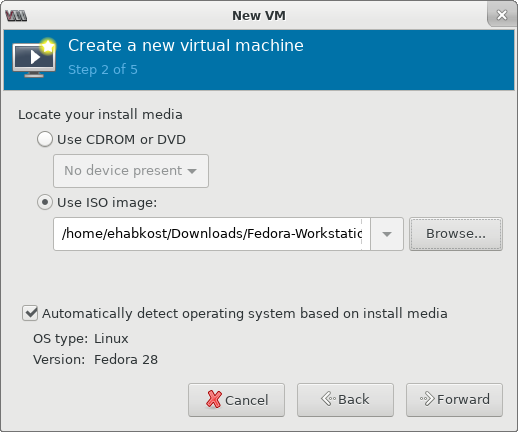 New VM
Create a new virtual machine
Step 2 of 5
Locate your install media
Use CDROM or DVD
No device present
Use ISO image:
/home/ehabkost/Downloads/Fedora-Workstatio
Browse...
Automatically detect operating system based on install media
OS type: Linux
Version: Fedora 28
Cancel
Back
Forward